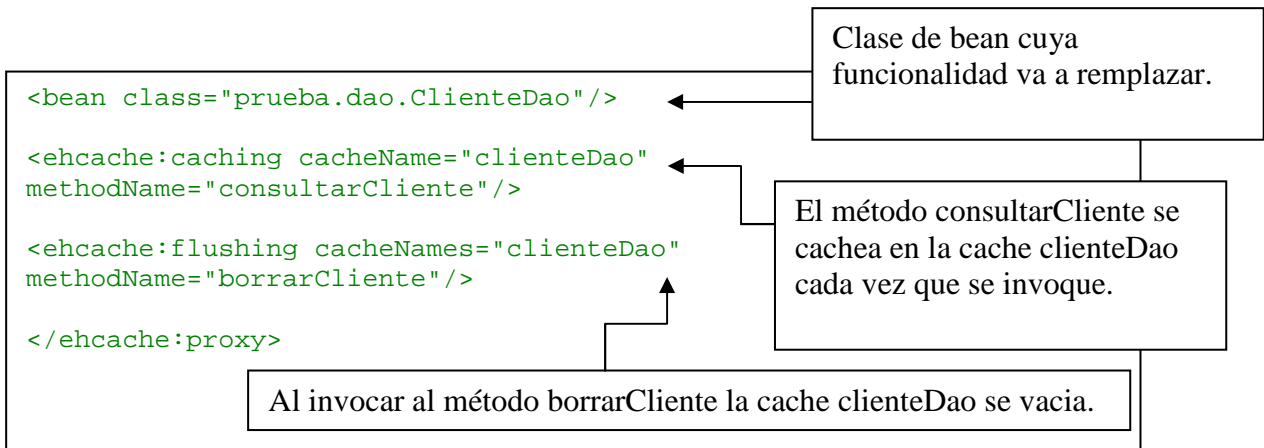 Clase de bean cuya
funcionalidad va a remplazar.
<bean class="prueba.dao.ClienteDao"/>
<ehcache:caching cacheName="clienteDao"
methodName="consultarCliente"/>
El método consultarCliente se
cachea en la cache clienteDao
cada vez que se invoque.
<ehcache:flushing cacheNames="clienteDao"
methodName="borrarCliente"/>
</ehcache:proxy>
Al invocar al método borrarCliente la cache clienteDao se vacia.